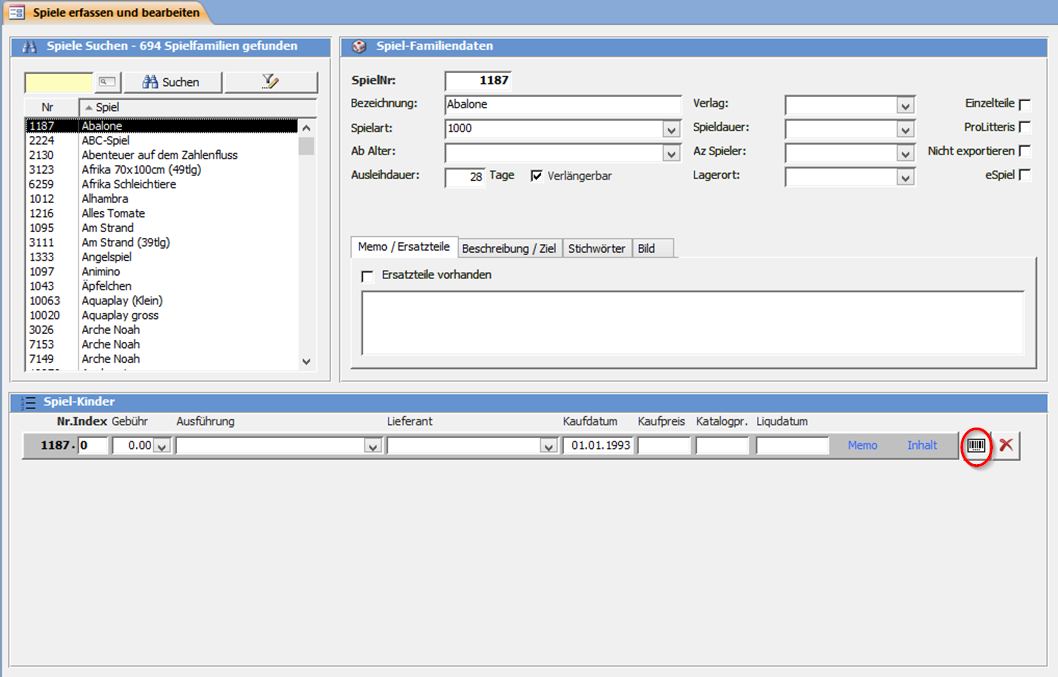 Spiele erfassen und bearbeiten
Spiele Suchen - 694 Spielfamilien gefunden
Suchen
Nr Spiel
1187 Abalone
2224 ABC-Spiel
2130 Abenteuer auf dem Zahlenfluss
3123 Afrika 70x100cm (49tlg)
6259 Afrika Schleichtiere
1012 Alhambra
1216 Alles Tomate
1095 Am Strand
3111 Am Strand (39tlg)
1333 Angelspiel
1097 Animino
1043 Äpfelchen
10063 Aquaplay (Klein)
10020 Aquaplay gross
3026 Arche Noah
7153 Arche Noah
7149 Arche Noah
Spiel-Familiendaten
SpielNr: 1187
Bezeichnung: Abalone Verlag: Einzelteile
Spielart: 1000 Spieldauer: ProLitteris
Ab Alter: Az Spieler: Nicht exportieren
Ausleihdauer: 28 Tage Verlängerbar Lagerort: eSpiel
Memo / Ersatzteile Beschreibung / Ziel Stichwörter Bild
Ersatzteile vorhanden
Spiel-Kinder
Nr.Index Gebühr Ausführung Lieferant Kaufdatum Kaufpreis Katalogpr. Liqudatum
1187. 0 0.00 01.01.1993 Memo Inhalt